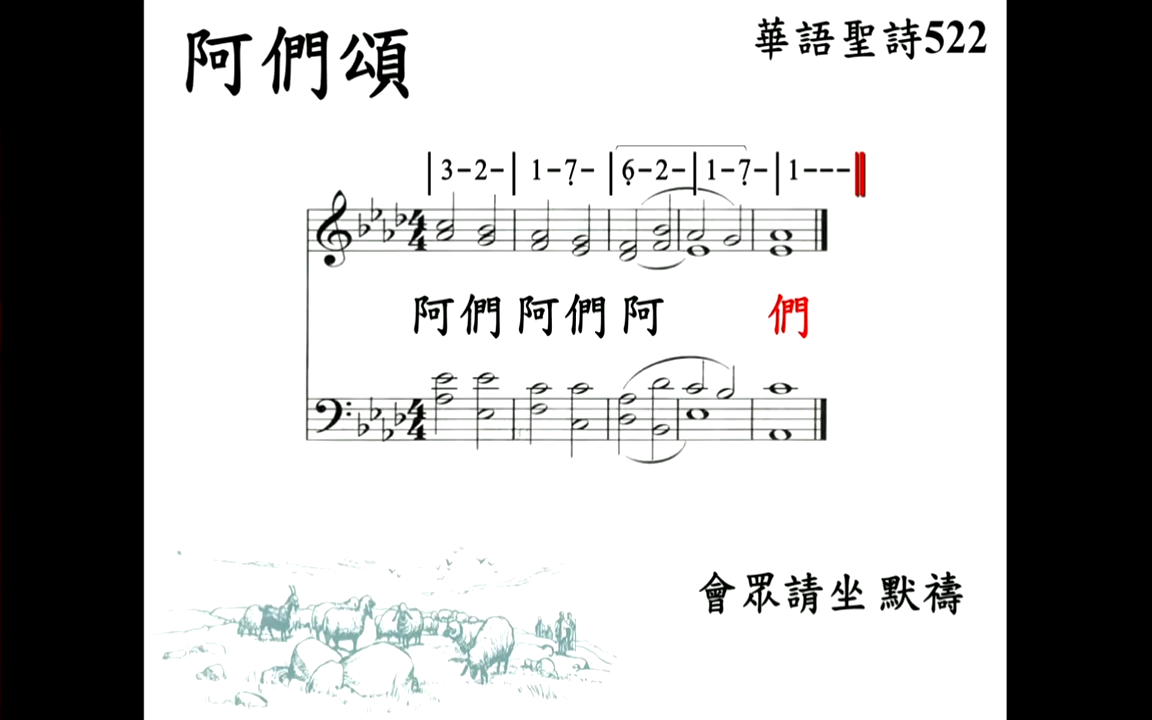 阿們頌
華語聖詩522
|3-2-|1-7̣-|6̣-2-|1-7̣-|1---‖
阿們 阿們 阿 們
會眾請坐 默禱